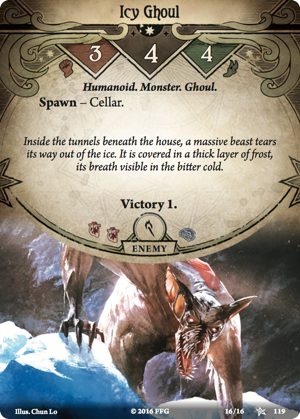 Icy Ghoul
3 4 4
Humanoid. Monster. Ghoul.
Spawn – Cellar.
Inside the tunnels beneath the house, a massive beast tears
its way out of the ice. It is covered in a thick layer of frost,
its breath visible in the bitter cold.
Victory 1.
ENEMY
Illus. Chun Lo
© 2016 FFG
16/16
119